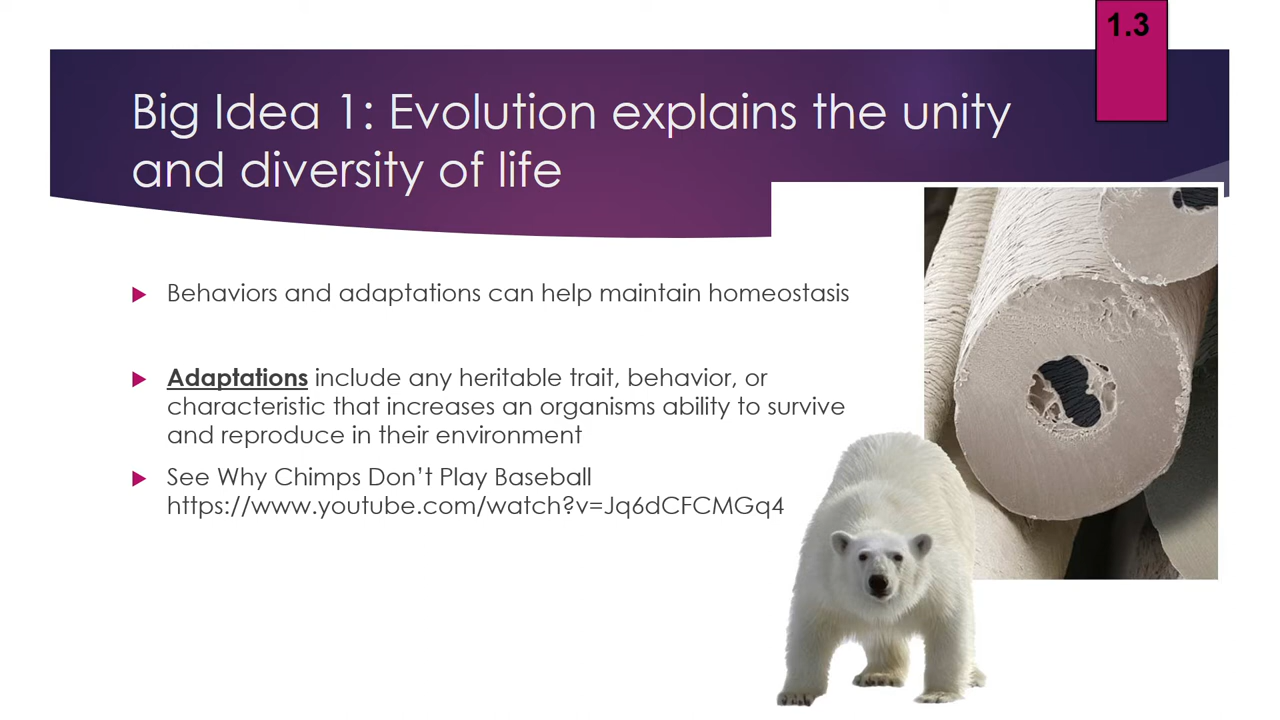 1.3
Big Idea 1: Evolution explains the unity
and diversity of life
Behaviors and adaptations can help maintain homeostasis
Adaptations include any heritable trait, behavior, or
characteristic that increases an organisms ability to survive
and reproduce in their environment
See Why Chimps Don't Play Baseball
https://www.youtube.com/watch?v=Jq6dCFCMGq4